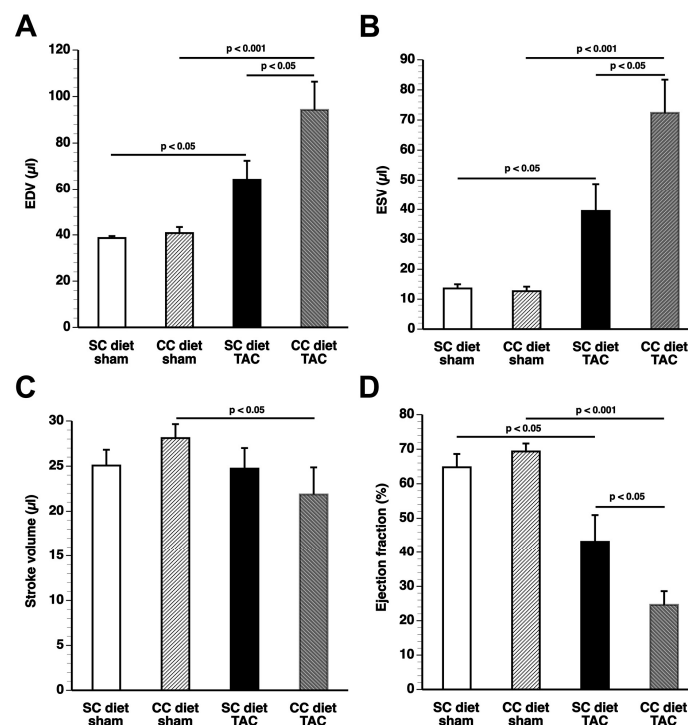 A
120
100
80
60
40
20
0
EDV (µl)
p < 0.001
p < 0.05
p < 0.05
SC diet sham
CC diet sham
SC diet TAC
CC diet TAC
B
90
80
70
60
50
40
30
20
10
0
ESV (µl)
p < 0.001
p < 0.05
p < 0.05
SC diet sham
CC diet sham
SC diet TAC
CC diet TAC
C
30
25
20
15
10
5
0
Stroke volume (µl)
p < 0.05
SC diet sham
CC diet sham
SC diet TAC
CC diet TAC
D
80
70
60
50
40
30
20
10
0
Ejection fraction (%)
p < 0.001
p < 0.05
p < 0.05
SC diet sham
CC diet sham
SC diet TAC
CC diet TAC